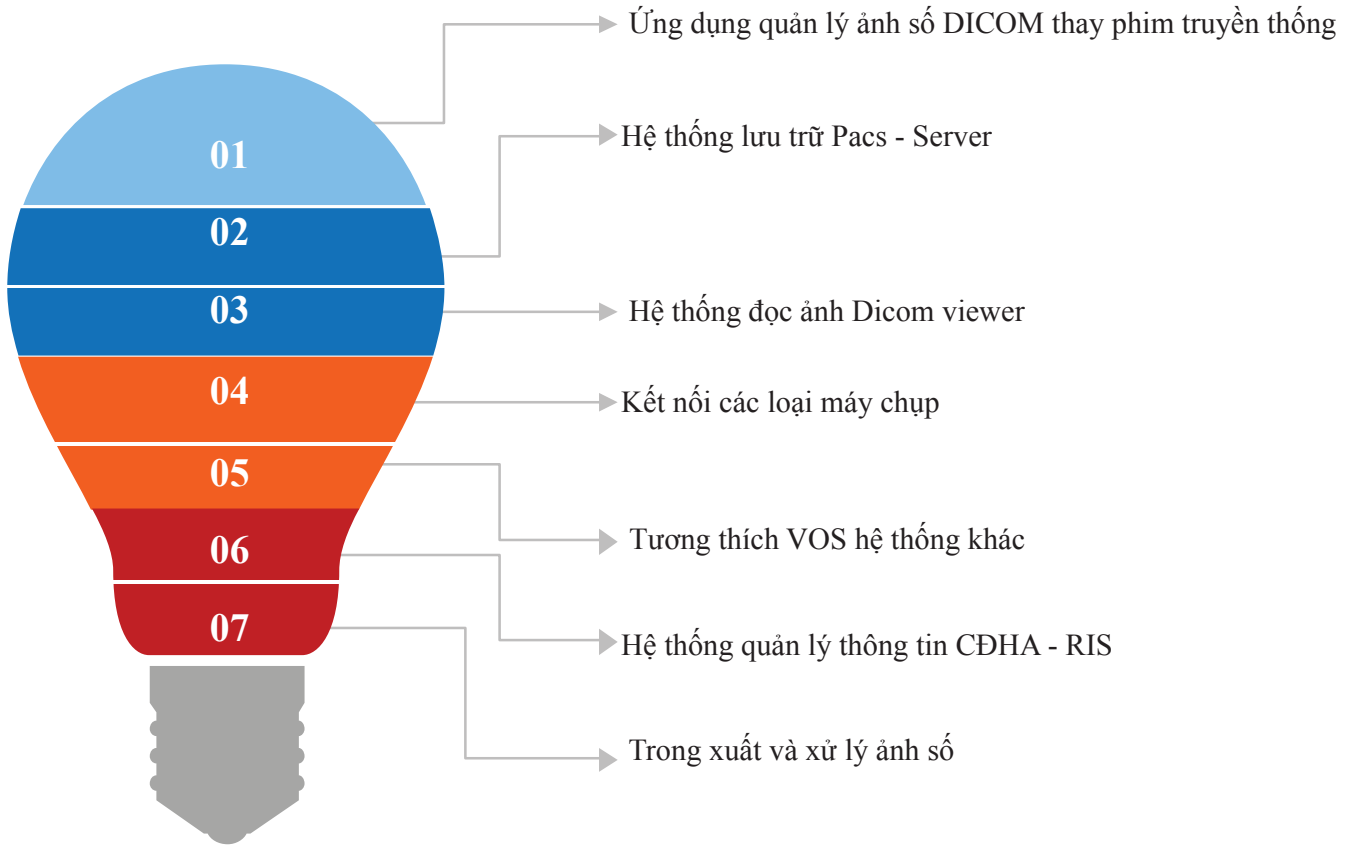 01
Ứng dụng quản lý ảnh số DICOM thay phim truyền thống
02
Hệ thống lưu trữ Pacs - Server
03
Hệ thống đọc ảnh Dicom viewer
04
Kết nối các loại máy chụp
05
Tương thích VOS hệ thống khác
06
Hệ thống quản lý thông tin CĐHA - RIS
07
Trong xuất và xử lý ảnh số